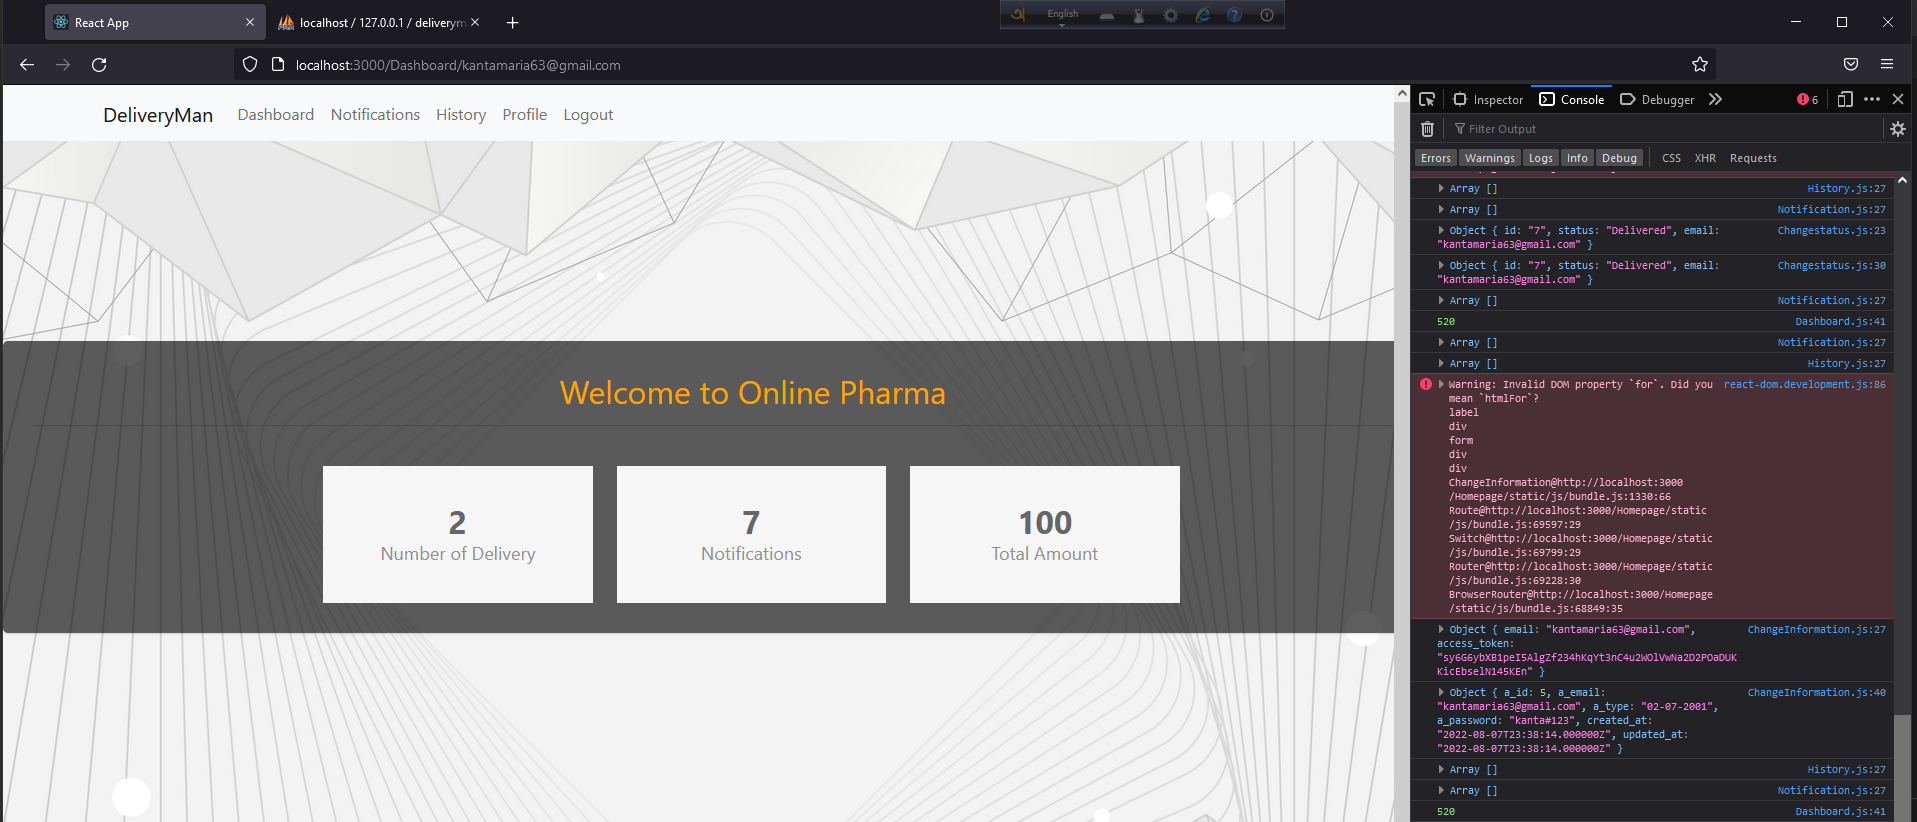 React App
localhost / 127.0.0.1 / deliverym
English
localhost:3000/Dashboard/kantamaria63@gmail.com
DeliveryMan Dashboard Notifications History Profile Logout
Welcome to Online Pharma
2
Number of Delivery
7
Notifications
100
Total Amount
Inspector Console Debugger 6
Filter Output
Errors Warnings Logs Info Debug CSS XHR Requests
Array [] History.js:27
Array [] Notification.js:27
Object { id: "7", status: "Delivered", email: Changestatus.js:23
"kantamaria63@gmail.com" }
Object { id: "7", status: "Delivered", email: Changestatus.js:30
"kantamaria63@gmail.com" }
Array [] Notification.js:27
520 Dashboard.js:41
Array [] Notification.js:27
Array [] History.js:27
Warning: Invalid DOM property `for`. Did you react-dom.development.js:86
mean `htmlFor`?
label
div
form
div
div
ChangeInformation@http://localhost:3000
/Homepage/static/js/bundle.js:1330:66
Route@http://localhost:3000/Homepage/static
/js/bundle.js:69597:29
Switch@http://localhost:3000/Homepage/static
/js/bundle.js:69799:29
Router@http://localhost:3000/Homepage/static
/js/bundle.js:69228:30
BrowserRouter@http://localhost:3000/Homepage
/static/js/bundle.js:68849:35
Object { email: "kantamaria63@gmail.com", ChangeInformation.js:27
access_token:
"sy6G6ybXB1peI5AlgZf234hKqYt3nC4u2WOlVwNa2D2POaDUK
KicEbselN145KEn" }
Object { a_id: 5, a_email: ChangeInformation.js:40
"kantamaria63@gmail.com", a_type: "02-07-2001",
a_password: "kanta#123", created_at:
"2022-08-07T23:38:14.000000Z", updated_at:
"2022-08-07T23:38:14.000000Z" }
Array [] History.js:27
Array [] Notification.js:27
520 Dashboard.js:41